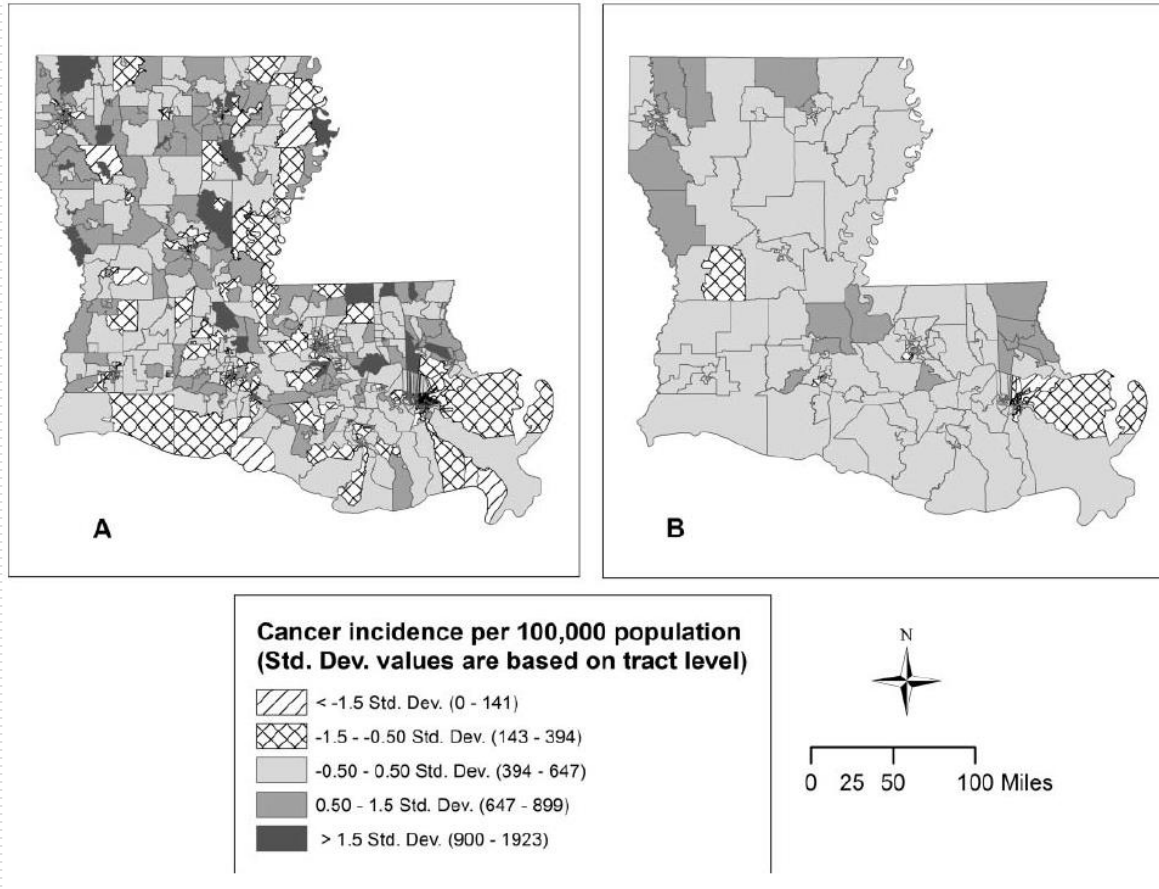 A
B
Cancer incidence per 100,000 population
(Std. Dev. values are based on tract level)
< -1.5 Std. Dev. (0 - 141)
-1.5 - -0.50 Std. Dev. (143 - 394)
-0.50 - 0.50 Std. Dev. (394 - 647)
0.50 - 1.5 Std. Dev. (647 - 899)
> 1.5 Std. Dev. (900 - 1923)
N
0 25 50 100 Miles